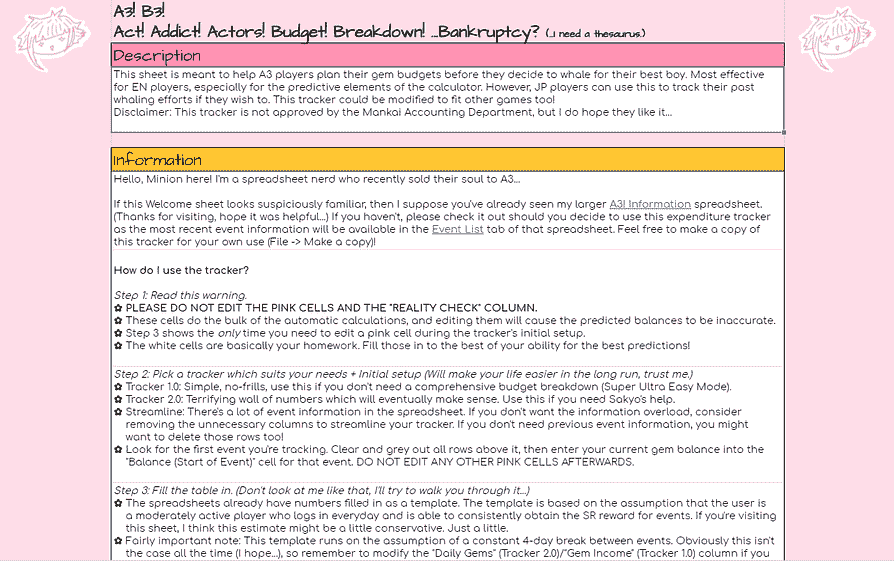 A3! B3!
Act! Addict! Actors! Budget! Breakdown! ...Bankruptcy? (...I need a thesaurus.)
Description
This sheet is meant to help A3 players plan their gem budgets before they decide to whale for their best boy. Most effective
for EN players, especially for the predictive elements of the calculator. However, JP players can use this to track their past
whaling efforts if they wish to. This tracker could be modified to fit other games too!
Disclaimer: This tracker is not approved by the Mankai Accounting Department, but I do hope they like it...
Information
Hello, Minion here! I'm a spreadsheet nerd who recently sold their soul to A3...
If this Welcome sheet looks suspiciously familiar, then I suppose you've already seen my larger A3! Information spreadsheet.
(Thanks for visiting, hope it was helpful...) If you haven't, please check it out should you decide to use this expenditure tracker
as the most recent event information will be available in the Event List tab of that spreadsheet. Feel free to make a copy of
this tracker for your own use (File -> Make a copy)!
How do I use the tracker?
Step 1: Read this warning.
✿ PLEASE DO NOT EDIT THE PINK CELLS AND THE "REALITY CHECK" COLUMN.
✿ These cells do the bulk of the automatic calculations, and editing them will cause the predicted balances to be inaccurate.
✿ Step 3 shows the only time you need to edit a pink cell during the tracker's initial setup.
✿ The white cells are basically your homework. Fill those in to the best of your ability for the best predictions!
Step 2: Pick a tracker which suits your needs + Initial setup (Will make your life easier in the long run, trust me.)
✿ Tracker 1.0: Simple, no-frills, use this if you don't need a comprehensive budget breakdown (Super Ultra Easy Mode).
✿ Tracker 2.0: Terrifying wall of numbers which will eventually make sense. Use this if you need Sakyo's help.
✿ Streamline: There's a lot of event information in the spreadsheet. If you don't want the information overload, consider
removing the unnecessary columns to streamline your tracker. If you don't need previous event information, you might
want to delete those rows too!
✿ Look for the first event you're tracking. Clear and grey out all rows above it, then enter your current gem balance into the
"Balance (Start of Event)" cell for that event. DO NOT EDIT ANY OTHER PINK CELLS AFTERWARDS.
Step 3: Fill the table in. (Don't look at me like that, I'll try to walk you through it...)
✿ The spreadsheets already have numbers filled in as a template. The template is based on the assumption that the user is
a moderately active player who logs in everyday and is able to consistently obtain the SR reward for events. If you're visiting
this sheet, I think this estimate might be a little conservative. Just a little.
✿ Fairly important note: This template runs on the assumption of a constant 4-day break between events. Obviously this isn't
the case all the time (I hope...), so remember to modify the "Daily Gems" (Tracker 2.0)/"Gem Income" (Tracker 1.0) column if you